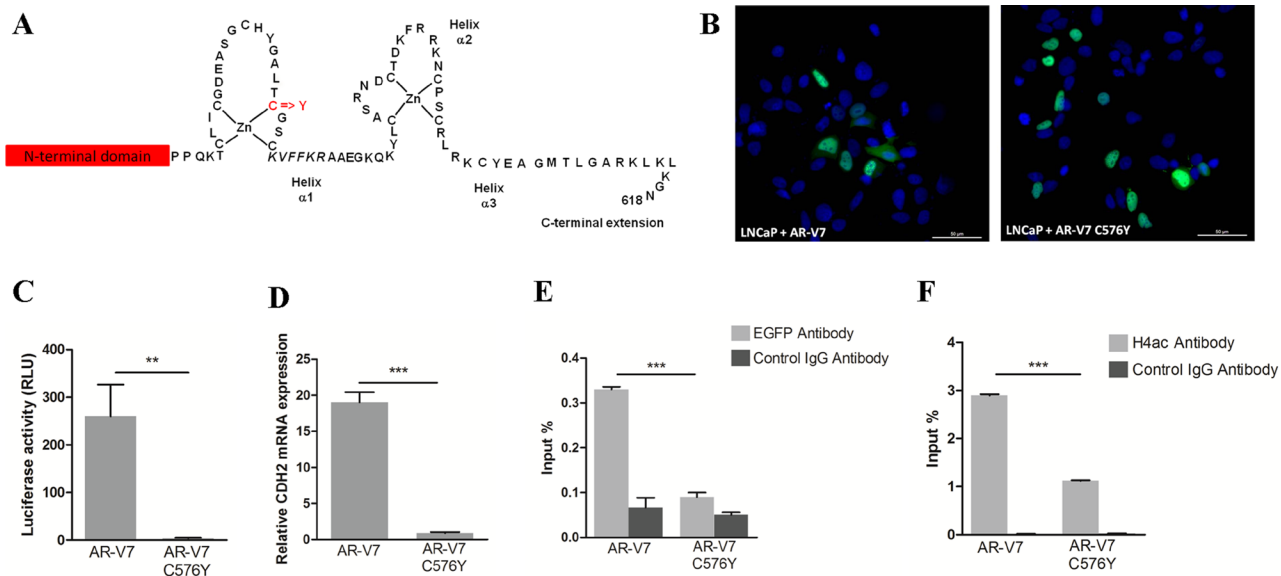 A
N-terminal domain
PPQKTCLICGDEASGCHYGALTC => YGSCKVFFKRAAEGKQKYLCASRNDCTDKFRRKNCPSCRLRKCYEAGMTLGARKLKLKGN
618
Zn
Zn
Helix
α1
Helix
α2
Helix
α3
C-terminal extension
B
LNCaP + AR-V7
50 µm
LNCaP + AR-V7 C576Y
50 µm
C
Luciferase activity (RLU)
400
300
200
100
0
**
AR-V7
AR-V7
C576Y
D
Relative CDH2 mRNA expression
25
20
15
10
5
0
***
AR-V7
AR-V7
C576Y
E
EGFP Antibody
Control IgG Antibody
Input %
0.4
0.3
0.2
0.1
0.0
***
AR-V7
AR-V7
C576Y
F
H4ac Antibody
Control IgG Antibody
Input %
4
3
2
1
0
***
AR-V7
AR-V7
C576Y